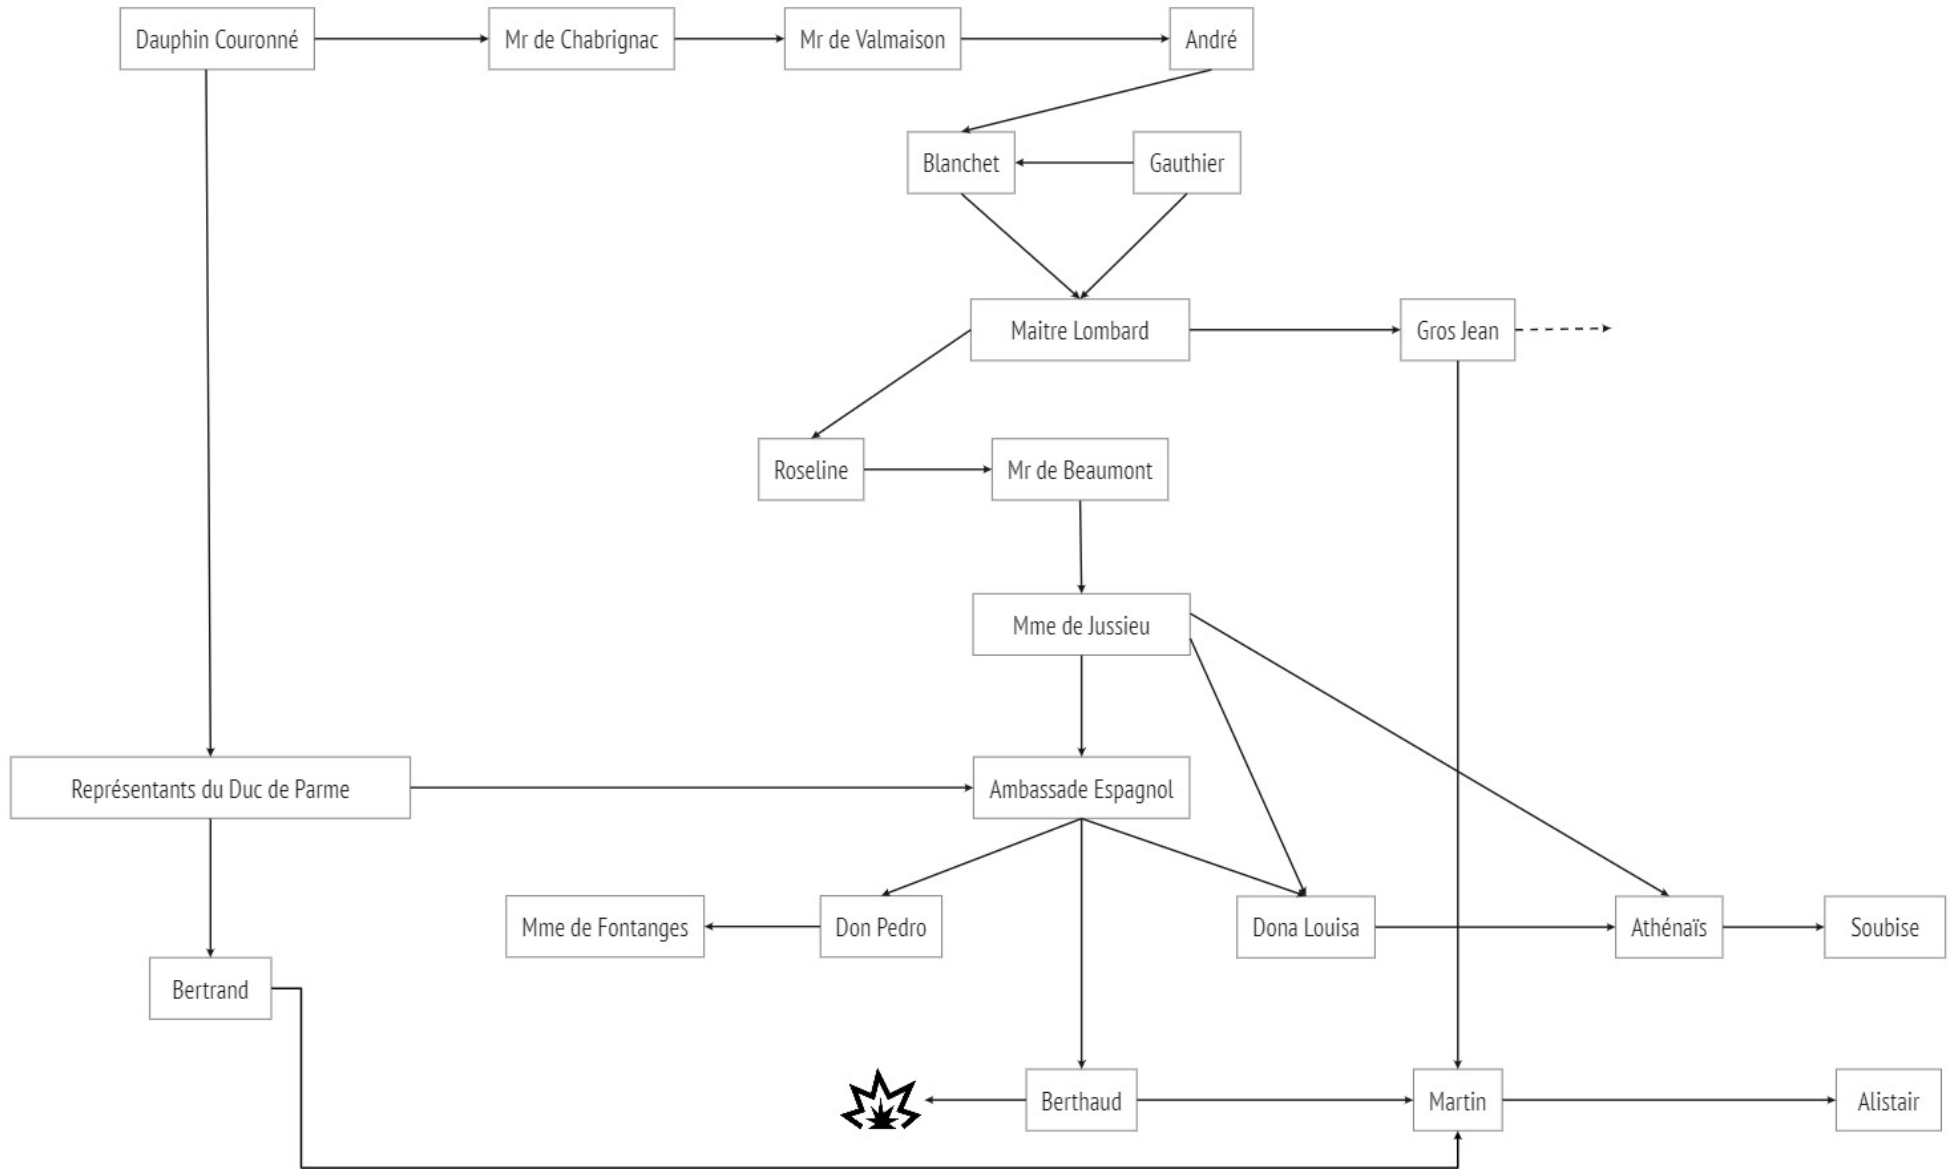 Dauphin Couronné
Mr de Chabrignac
Mr de Valmaison
André
Blanchet
Gauthier
Maitre Lombard
Gros Jean
Roseline
Mr de Beaumont
Mme de Jussieu
Représentants du Duc de Parme
Ambassade Espagnol
Mme de Fontanges
Don Pedro
Dona Louisa
Athénaïs
Soubise
Bertrand
Berthaud
Martin
Alistair